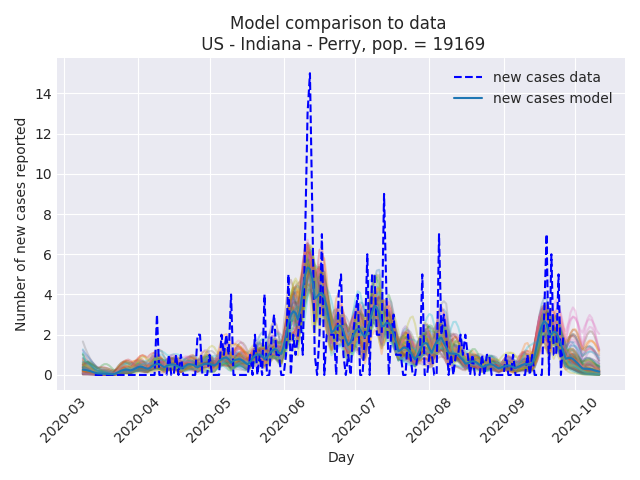 Model comparison to data
US - Indiana - Perry, pop. = 19169
new cases data
new cases model
Number of new cases reported
14
12
10
8
6
4
2
0
2020-03
2020-04
2020-05
2020-06
2020-07
2020-08
2020-09
2020-10
Day